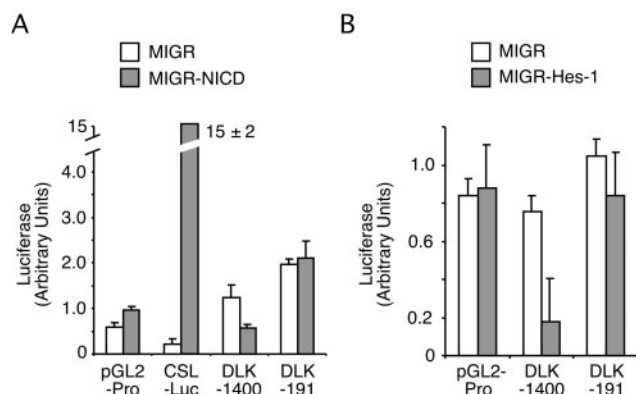 A
MIGR
MIGR-NICD
15
15 ± 2
4.0
3.0
2.0
1.0
0
Luciferase
(Arbitrary Units)
pGL2
-Pro
CSL
-Luc
DLK
-1400
DLK
-191
B
MIGR
MIGR-Hes-1
1.0
0.6
0.2
0
Luciferase
(Arbitrary Units)
pGL2-
Pro
DLK
-1400
DLK
-191